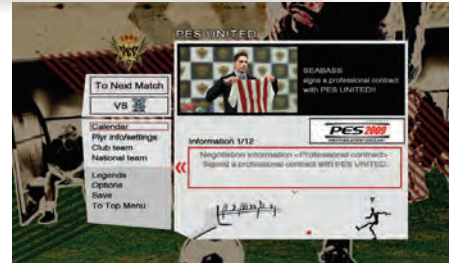 PES UNITED
SEABASS
signs a professional contract
with PES UNITED!!
To Next Match
VS
PES 2009
Calendar
Plyr info/settings
Club team
National team
Legends
Options
Save
To Top Menu
Information 1/12
Negotiation information <Professional contract>
Signed a professional contract with PES UNITED.